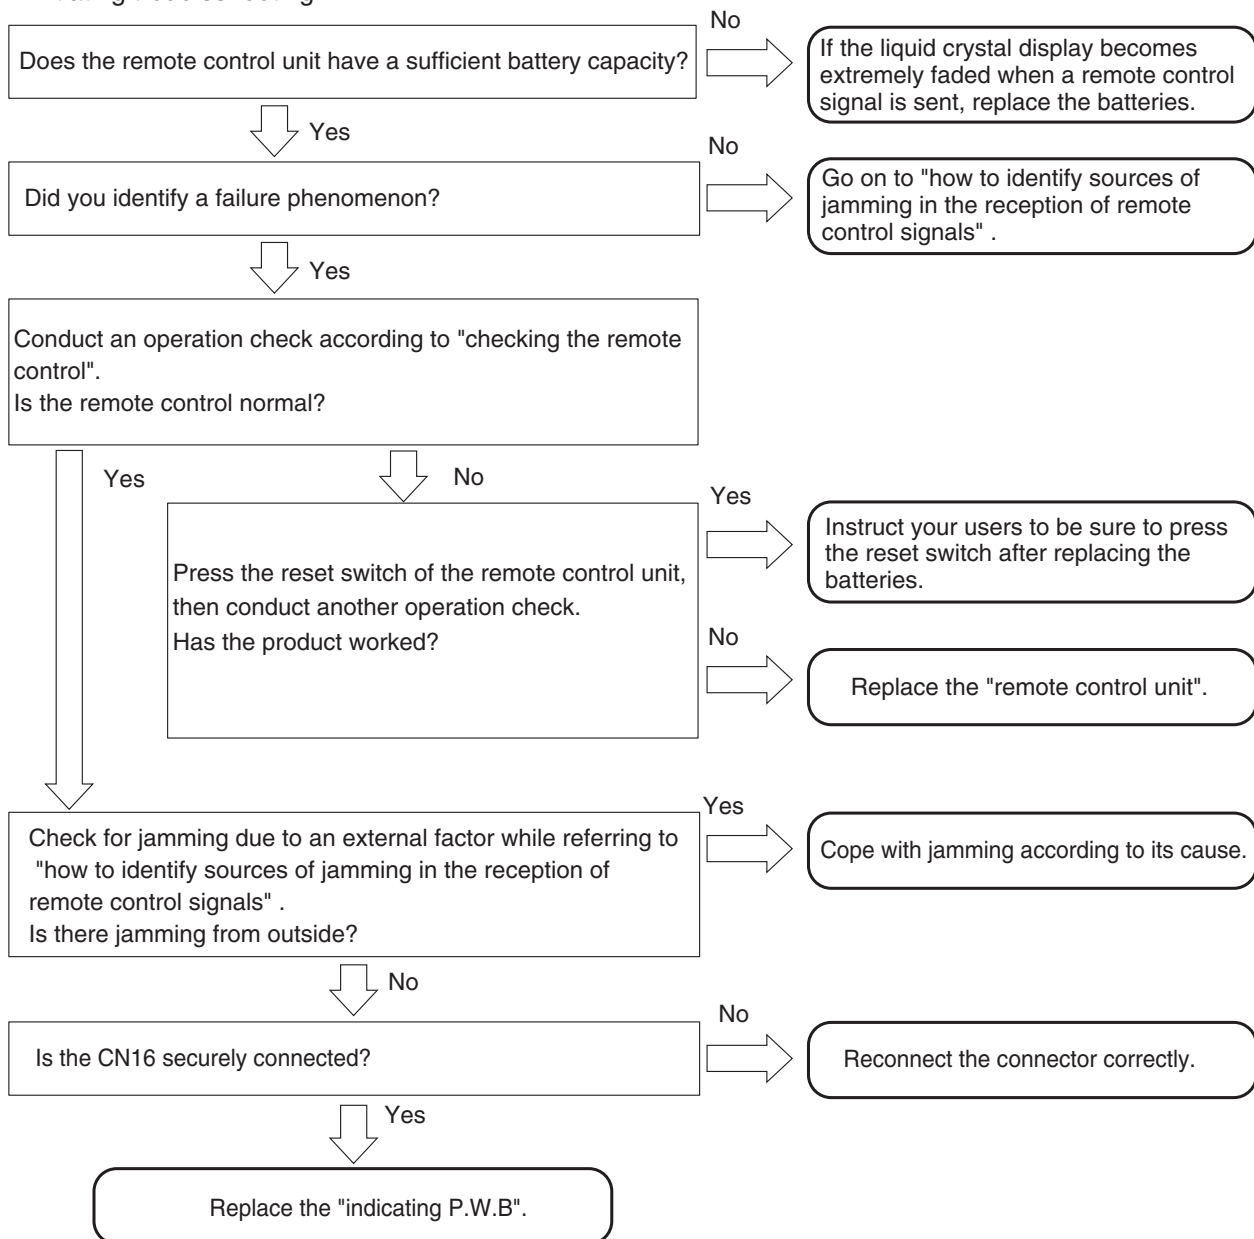 No
Does the remote control unit have a sufficient battery capacity?
If the liquid crystal display becomes
extremely faded when a remote control
signal is sent, replace the batteries.
Yes
No
Did you identify a failure phenomenon?
Go on to "how to identify sources of
jamming in the reception of remote
control signals" .
Yes
Conduct an operation check according to "checking the remote
control".
Is the remote control normal?
Yes
No
Press the reset switch of the remote control unit,
then conduct another operation check.
Has the product worked?
Yes
Instruct your users to be sure to press
the reset switch after replacing the
batteries.
No
Replace the "remote control unit".
Check for jamming due to an external factor while referring to
"how to identify sources of jamming in the reception of
remote control signals" .
Is there jamming from outside?
Yes
Cope with jamming according to its cause.
No
Is the CN16 securely connected?
No
Reconnect the connector correctly.
Yes
Replace the "indicating P.W.B".